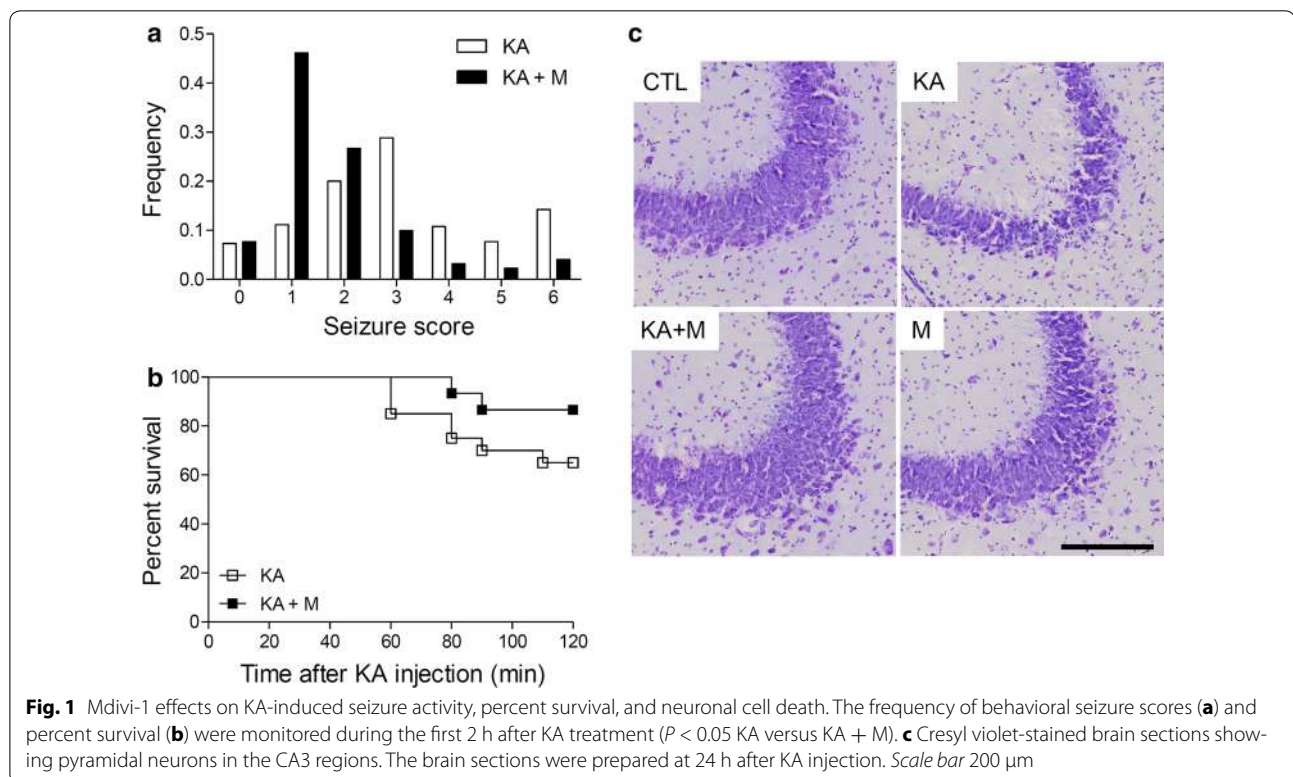 a
0.5
0.4
0.3
0.2
0.1
0.0
Frequency
KA
KA + M
0 1 2 3 4 5 6
Seizure score
b
100
80
60
40
20
0
Percent survival
KA
KA + M
0 20 40 60 80 100 120
Time after KA injection (min)
c
CTL
KA
KA+M
M
Fig. 1 Mdivi-1 effects on KA-induced seizure activity, percent survival, and neuronal cell death. The frequency of behavioral seizure scores (a) and
percent survival (b) were monitored during the first 2 h after KA treatment (P < 0.05 KA versus KA + M). c Cresyl violet-stained brain sections show-
ing pyramidal neurons in the CA3 regions. The brain sections were prepared at 24 h after KA injection. Scale bar 200 μm